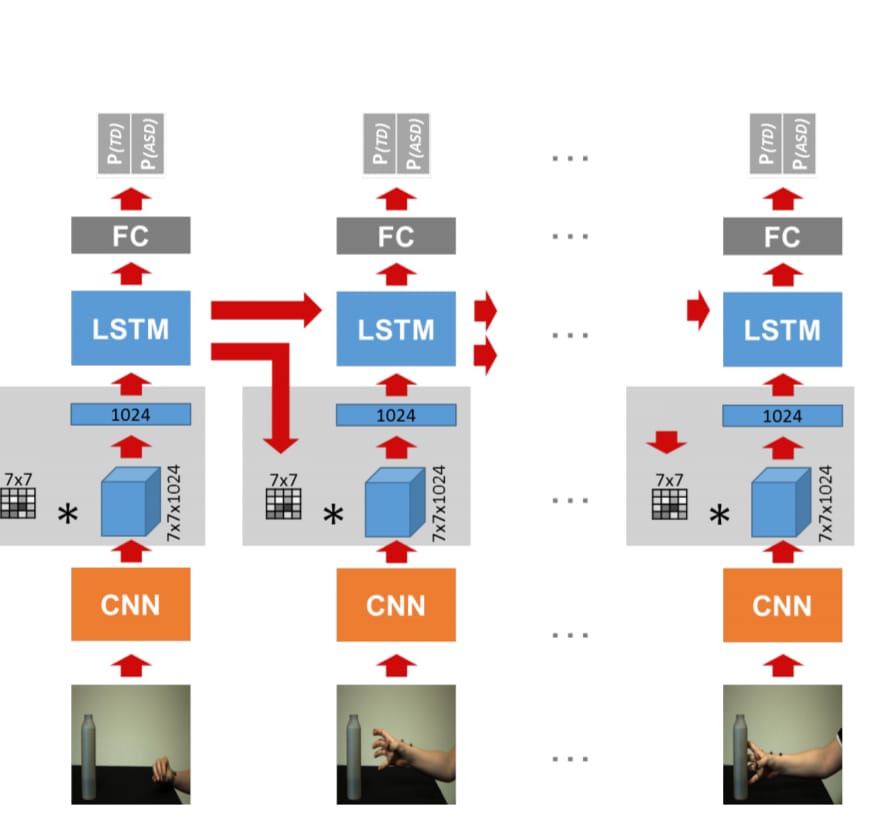 P(TD) P(ASD) P(TD) P(ASD) ... P(TD) P(ASD)
FC FC ... FC
LSTM LSTM ... LSTM
1024 1024 1024
7x7 * 7x7x1024 7x7 * 7x7x1024 ... 7x7 * 7x7x1024
CNN CNN ... CNN
...